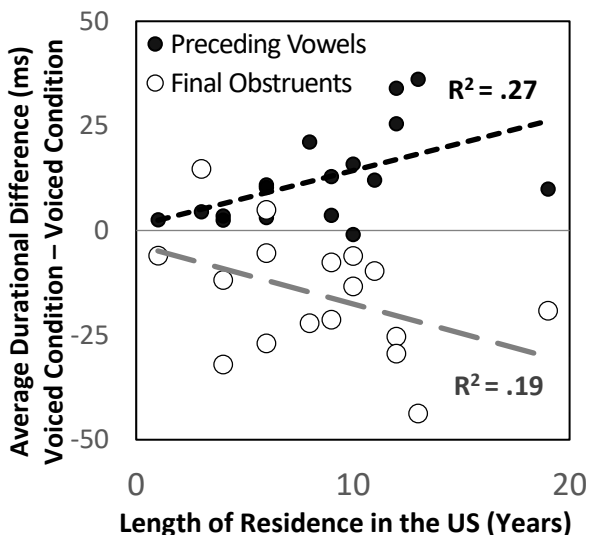 Average Durational Difference (ms)
Voiced Condition – Voiced Condition
50
25
0
-25
-50
Preceding Vowels
Final Obstruents
R² = .27
R² = .19
0
10
20
Length of Residence in the US (Years)